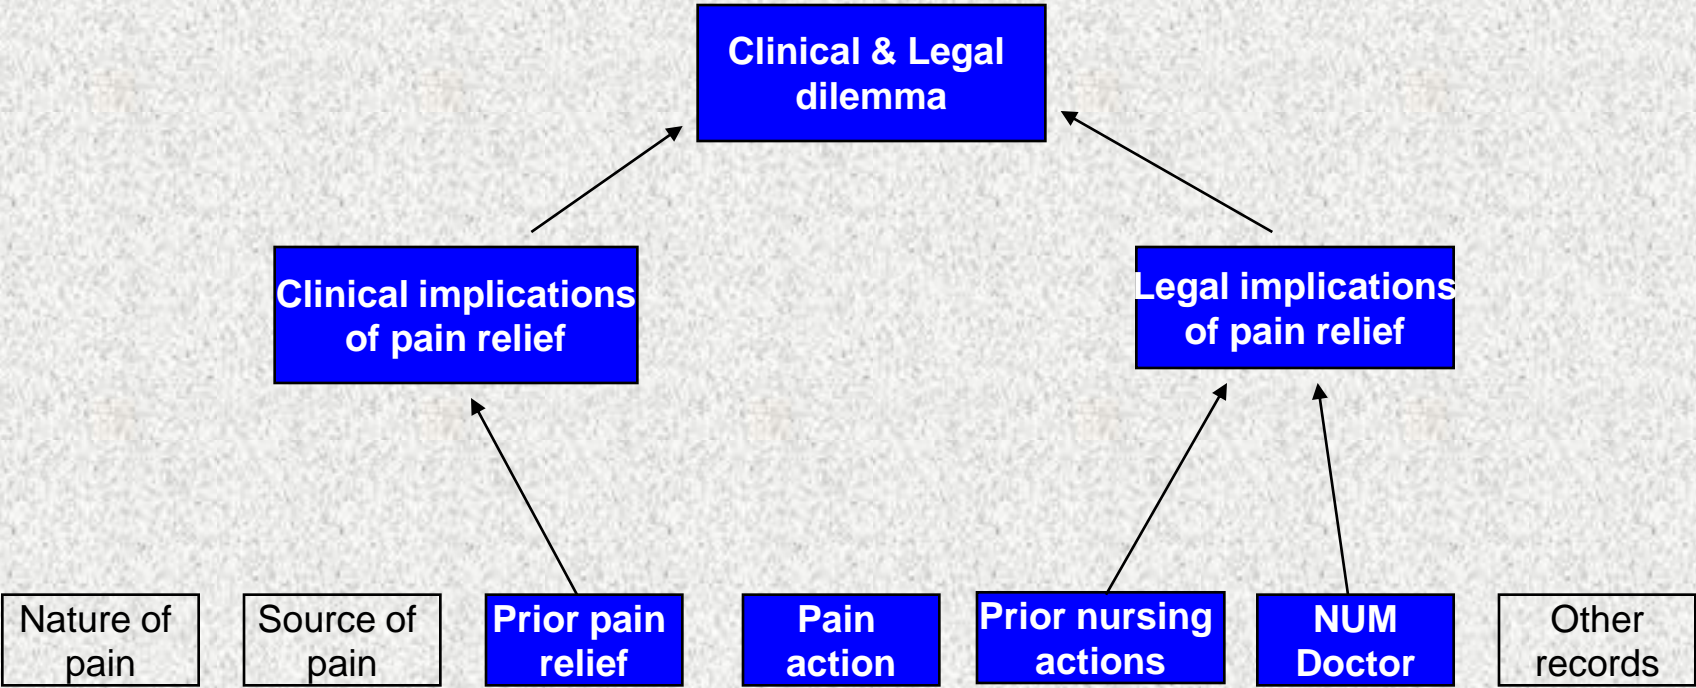 Clinical & Legal
dilemma
Clinical implications
of pain relief
Legal implications
of pain relief
Nature of
pain
Source of
pain
Prior pain
relief
Pain
action
Prior nursing
actions
NUM
Doctor
Other
records